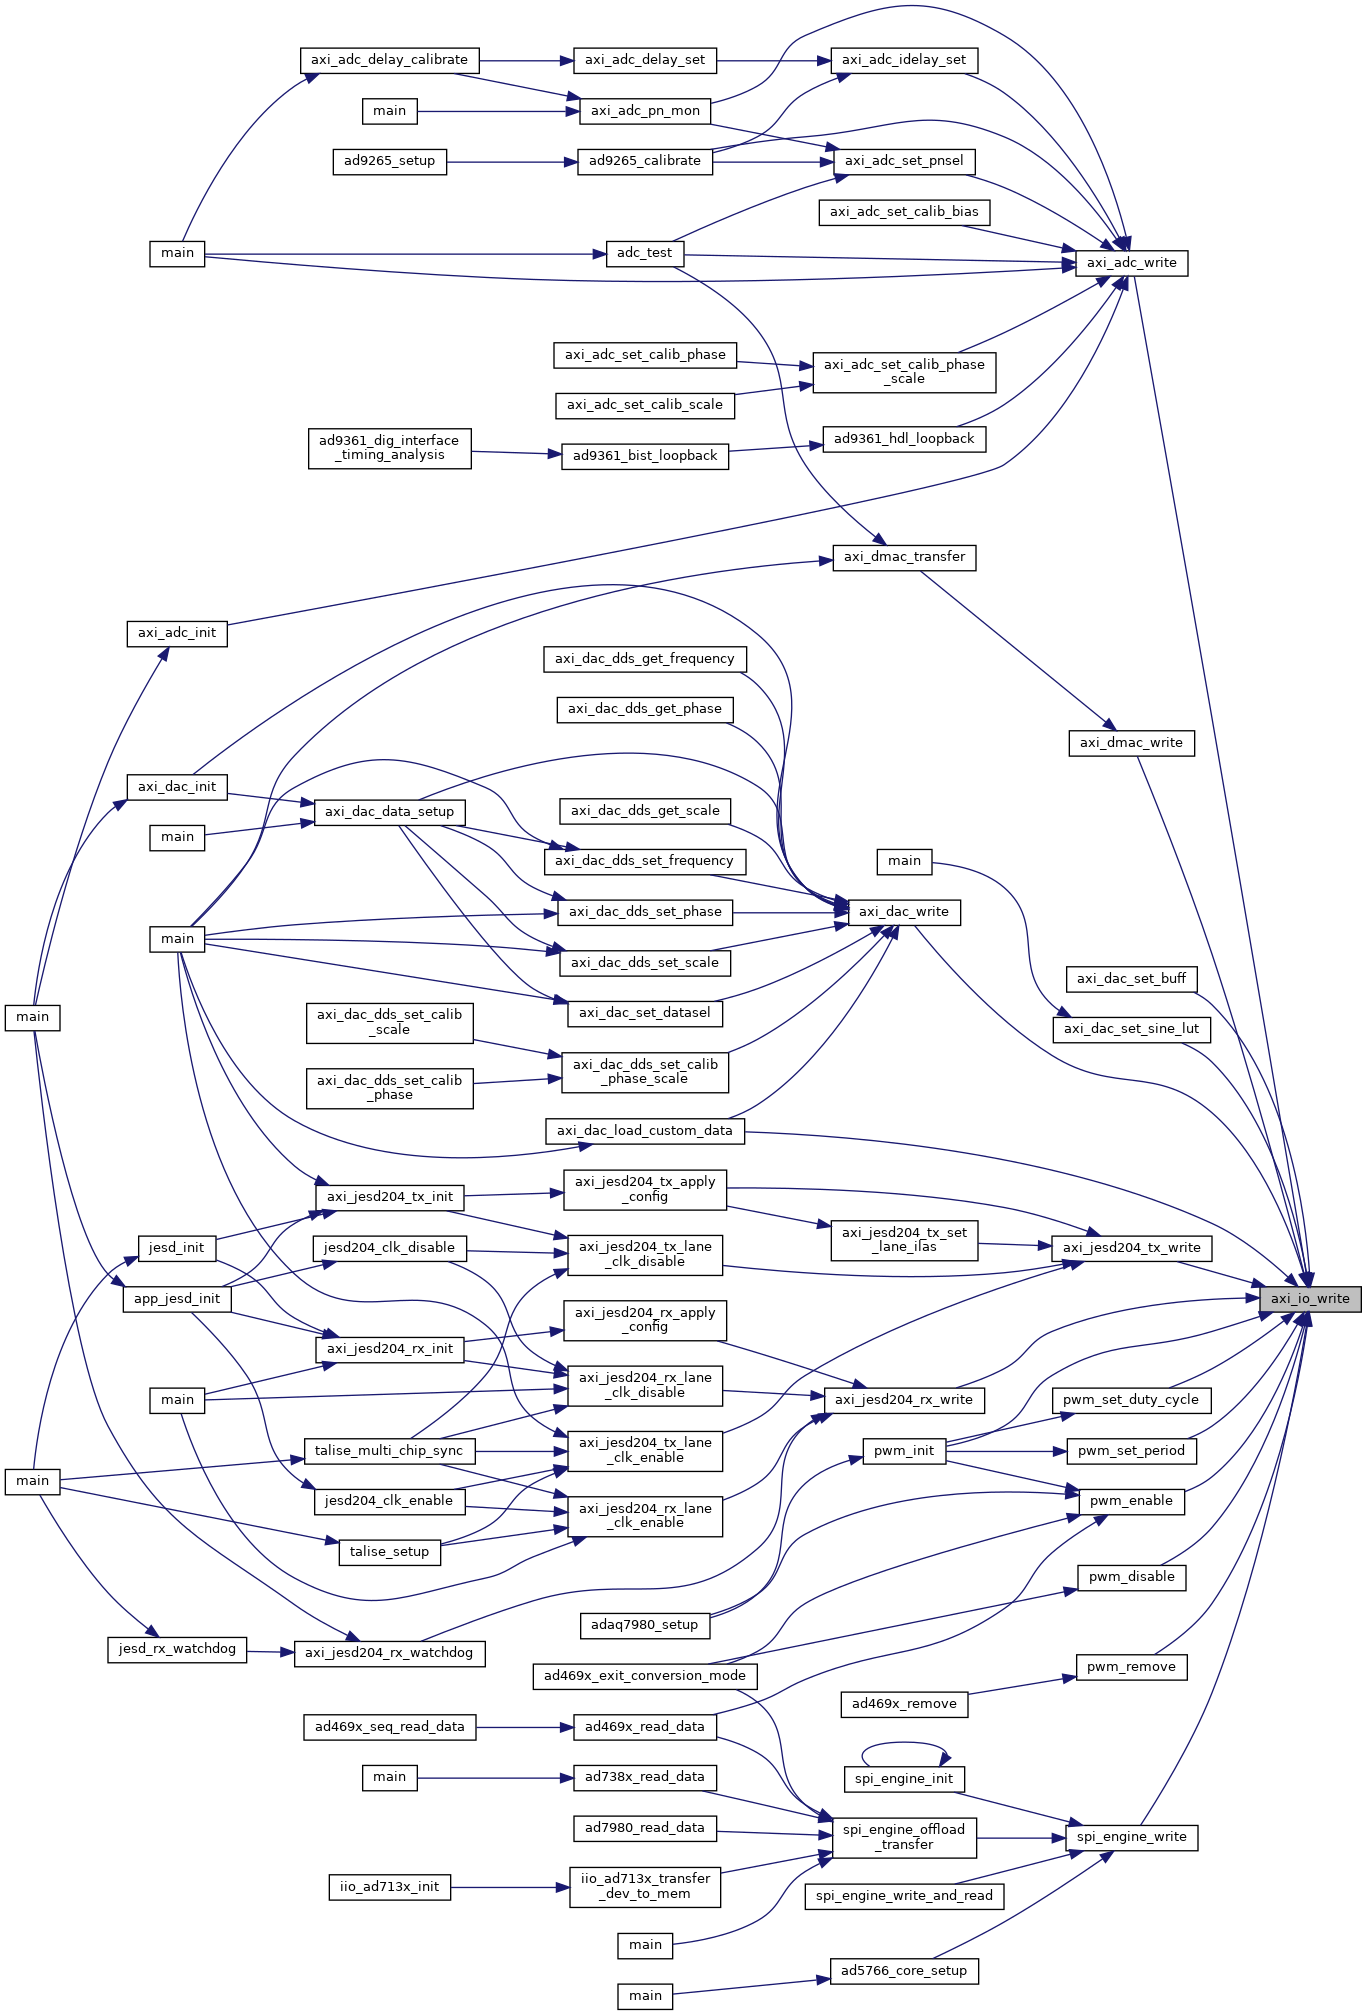 axi_adc_delay_calibrate
axi_adc_delay_set
axi_adc_idelay_set
main
axi_adc_pn_mon
ad9265_setup
ad9265_calibrate
axi_adc_set_pnsel
axi_adc_set_calib_bias
main
adc_test
axi_adc_write
axi_adc_set_calib_phase
axi_adc_set_calib_phase
_scale
axi_adc_set_calib_scale
ad9361_dig_interface
_timing_analysis
ad9361_bist_loopback
ad9361_hdl_loopback
axi_dmac_transfer
axi_adc_init
axi_dac_dds_get_frequency
axi_dac_dds_get_phase
axi_dmac_write
axi_dac_init
axi_dac_data_setup
axi_dac_dds_get_scale
main
axi_dac_dds_set_frequency
main
axi_dac_dds_set_phase
axi_dac_write
main
axi_dac_dds_set_scale
axi_dac_set_buff
main
axi_dac_dds_set_calib
_scale
axi_dac_set_datasel
axi_dac_set_sine_lut
axi_dac_dds_set_calib
_phase
axi_dac_dds_set_calib
_phase_scale
axi_dac_load_custom_data
axi_jesd204_tx_init
axi_jesd204_tx_apply
_config
jesd_init
jesd204_clk_disable
axi_jesd204_tx_lane
_clk_disable
axi_jesd204_tx_set
_lane_ilas
axi_jesd204_tx_write
app_jesd_init
axi_io_write
axi_jesd204_rx_init
axi_jesd204_rx_apply
_config
main
axi_jesd204_rx_lane
_clk_disable
axi_jesd204_rx_write
pwm_set_duty_cycle
talise_multi_chip_sync
axi_jesd204_tx_lane
_clk_enable
pwm_init
pwm_set_period
main
jesd204_clk_enable
axi_jesd204_rx_lane
_clk_enable
pwm_enable
talise_setup
pwm_disable
adaq7980_setup
jesd_rx_watchdog
axi_jesd204_rx_watchdog
ad469x_exit_conversion_mode
pwm_remove
ad469x_remove
ad469x_seq_read_data
ad469x_read_data
main
ad738x_read_data
spi_engine_init
ad7980_read_data
spi_engine_offload
_transfer
spi_engine_write
iio_ad713x_init
iio_ad713x_transfer
_dev_to_mem
spi_engine_write_and_read
main
ad5766_core_setup
main